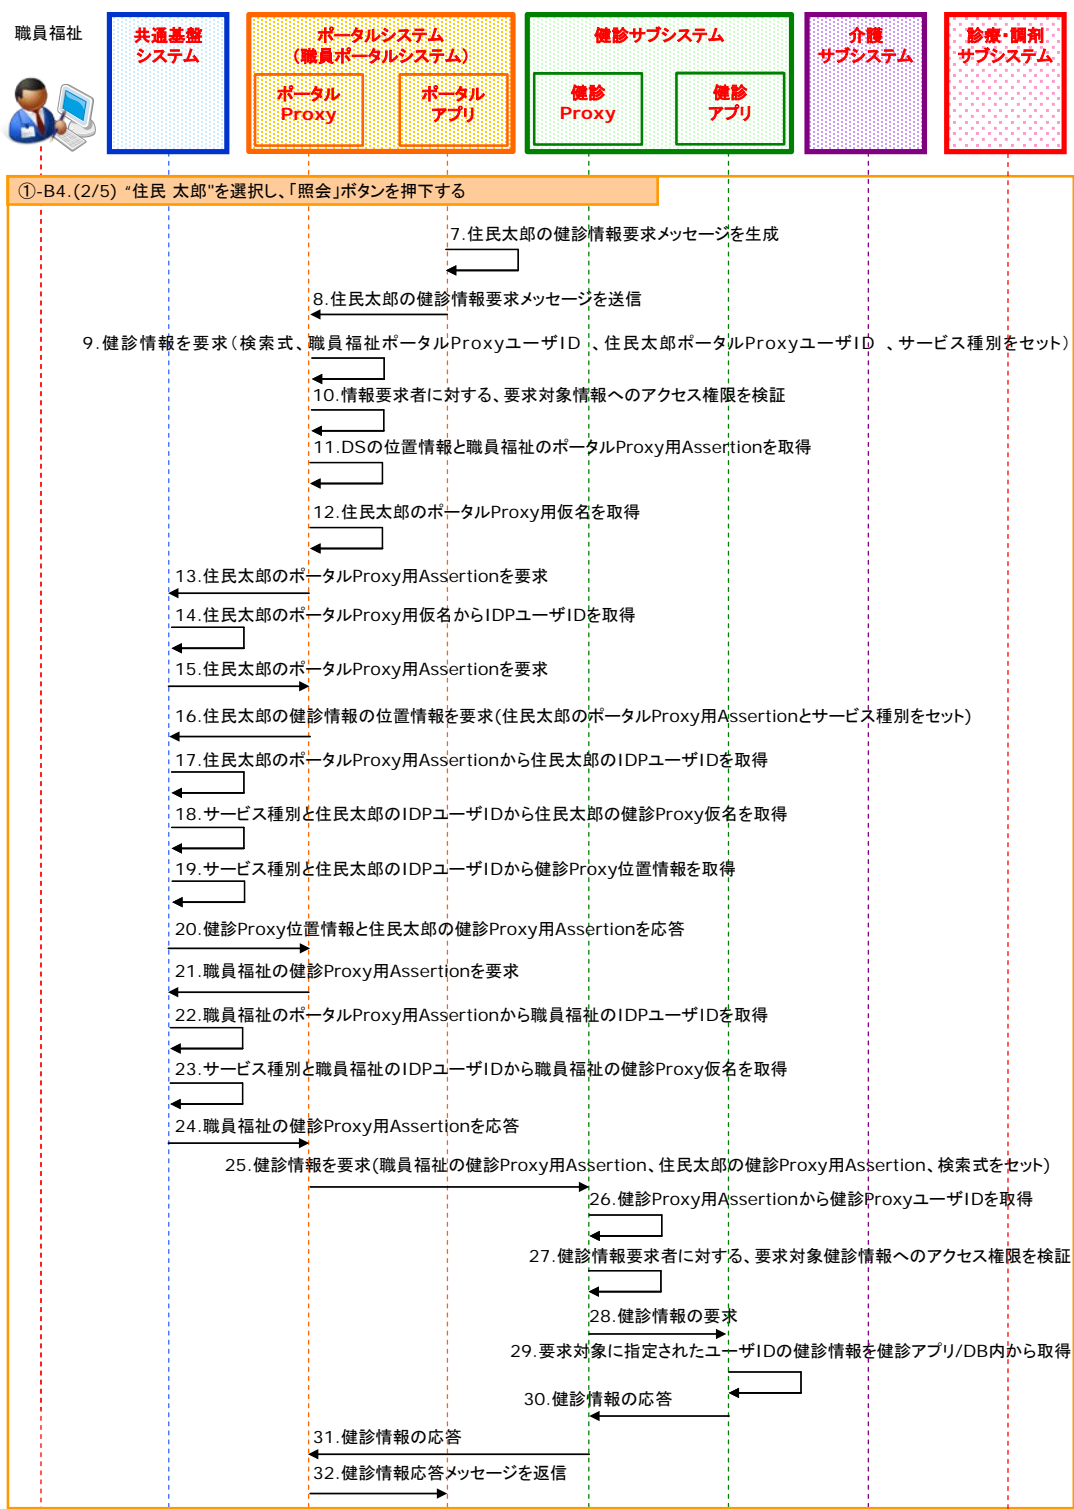 職員福祉
共通基盤
システム
ポータルシステム
(職員ポータルシステム)
ポータル
Proxy
ポータル
アプリ
健診サブシステム
健診
Proxy
健診
アプリ
介護
サブシステム
診療・調剤
サブシステム
①-B4.(2/5) “住民 太郎"を選択し、「照会」ボタンを押下する
7.住民太郎の健診情報要求メッセージを生成
8.住民太郎の健診情報要求メッセージを送信
9.健診情報を要求(検索式、職員福祉ポータルProxyユーザID 、住民太郎ポータルProxyユーザID 、サービス種別をセット)
10.情報要求者に対する、要求対象情報へのアクセス権限を検証
11.DSの位置情報と職員福祉のポータルProxy用Assertionを取得
12.住民太郎のポータルProxy用仮名を取得
13.住民太郎のポータルProxy用Assertionを要求
14.住民太郎のポータルProxy用仮名からIDPユーザIDを取得
15.住民太郎のポータルProxy用Assertionを要求
16.住民太郎の健診情報の位置情報を要求(住民太郎のポータルProxy用Assertionとサービス種別をセット)
17.住民太郎のポータルProxy用Assertionから住民太郎のIDPユーザIDを取得
18.サービス種別と住民太郎のIDPユーザIDから住民太郎の健診Proxy仮名を取得
19.サービス種別と住民太郎のIDPユーザIDから健診Proxy位置情報を取得
20.健診Proxy位置情報と住民太郎の健診Proxy用Assertionを応答
21.職員福祉の健診Proxy用Assertionを要求
22.職員福祉のポータルProxy用Assertionから職員福祉のIDPユーザIDを取得
23.サービス種別と職員福祉のIDPユーザIDから職員福祉の健診Proxy仮名を取得
24.職員福祉の健診Proxy用Assertionを応答
25.健診情報を要求(職員福祉の健診Proxy用Assertion、住民太郎の健診Proxy用Assertion、検索式をセット)
26.健診Proxy用Assertionから健診ProxyユーザIDを取得
27.健診情報要求者に対する、要求対象健診情報へのアクセス権限を検証
28.健診情報の要求
29.要求対象に指定されたユーザIDの健診情報を健診アプリ/DB内から取得
30.健診情報の応答
31.健診情報の応答
32.健診情報応答メッセージを返信